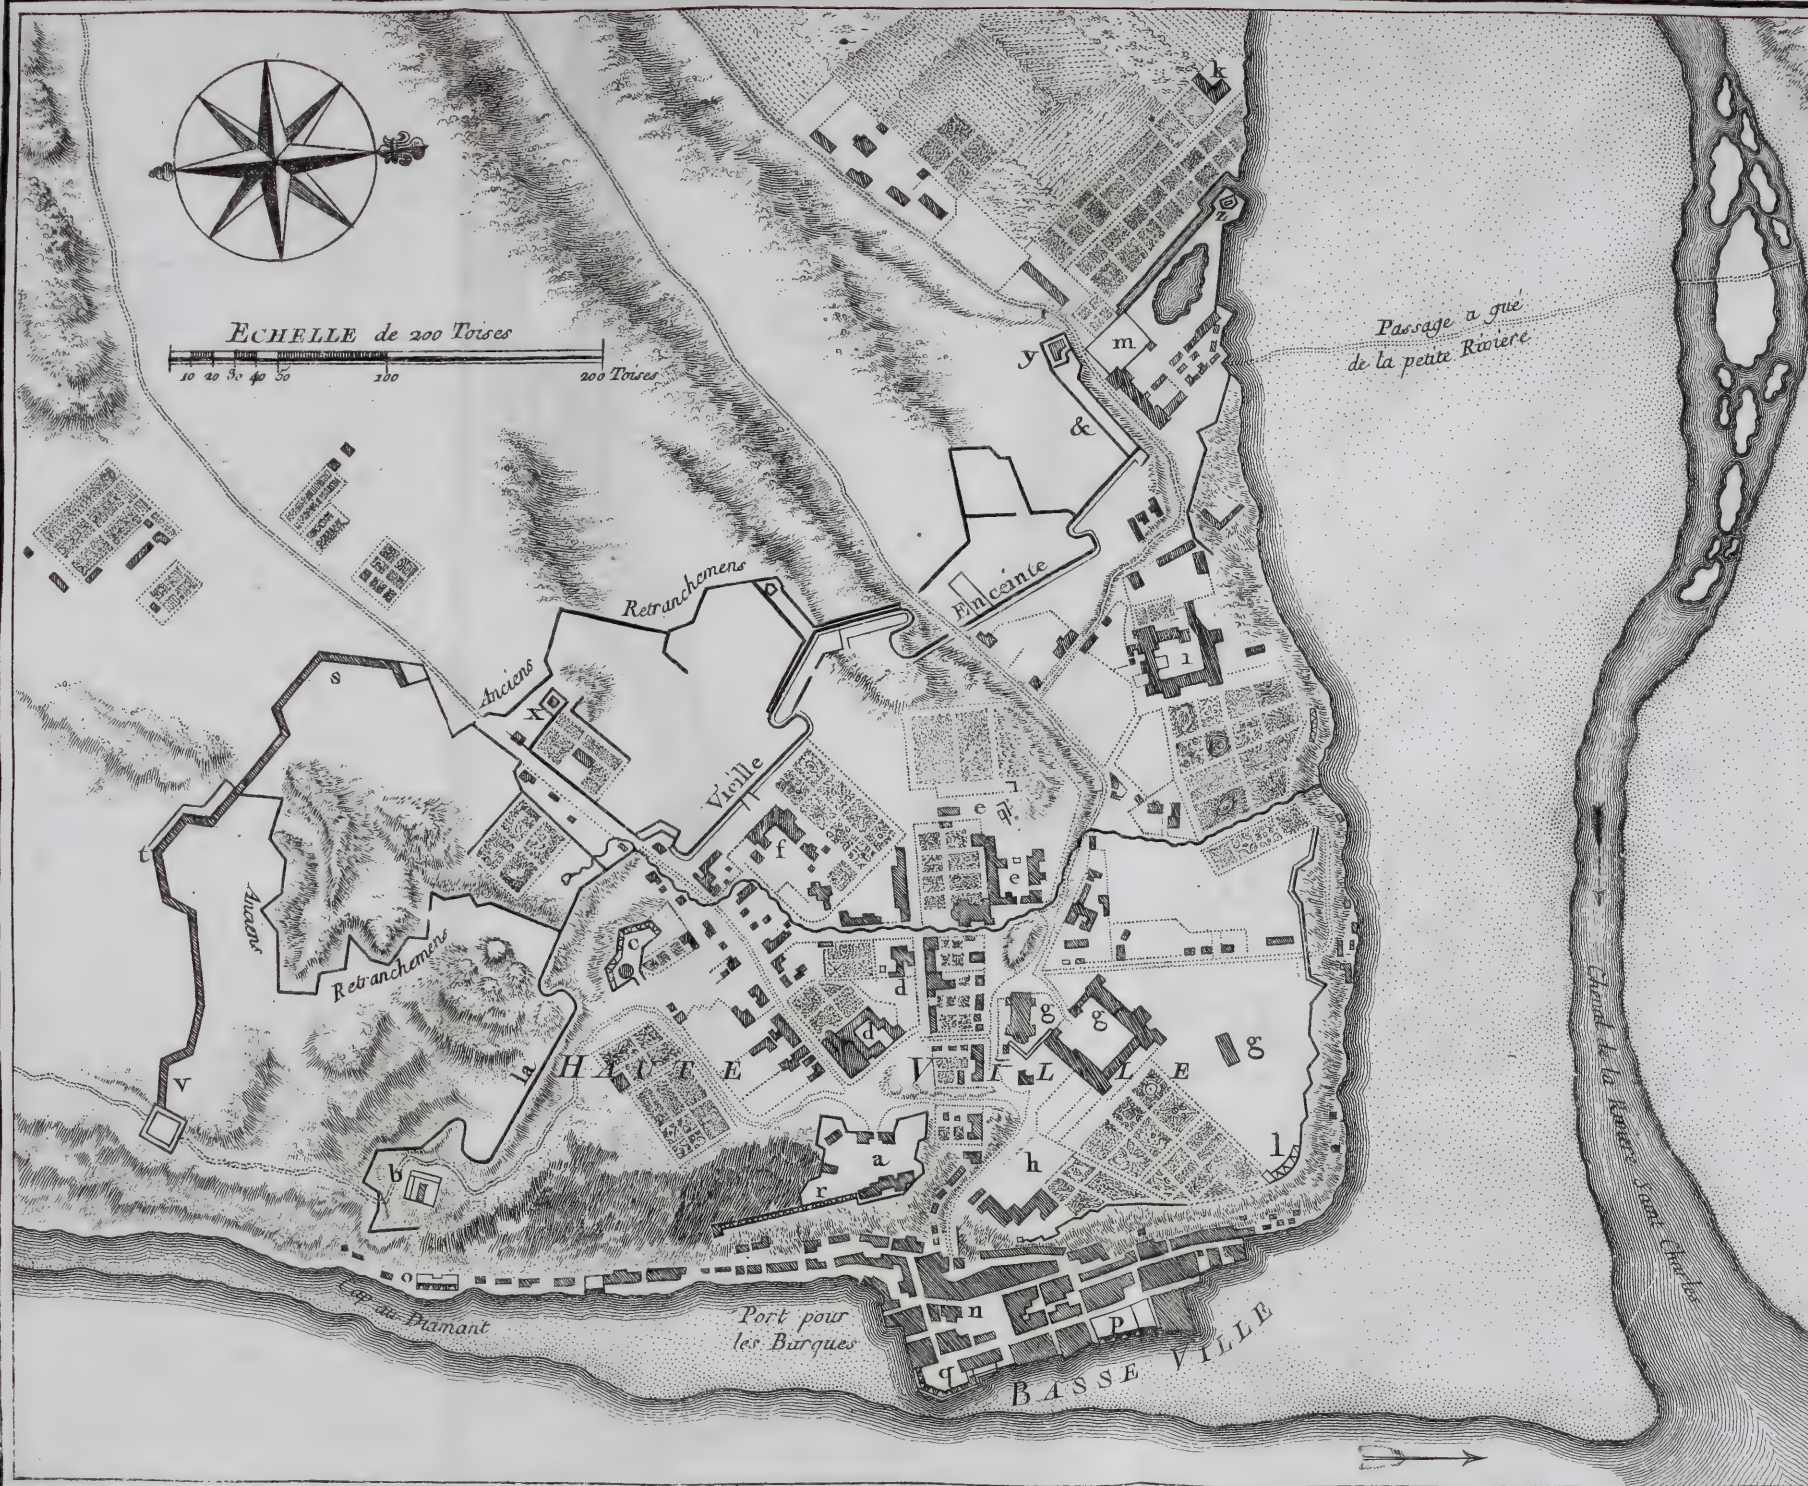 k
z
ECHELLE de 200 Toises
10 20 30 40 50 100 200 Toises
Passage a gué
de la petite Riviere
m
y
&
Enceinte
Retranchemens
Anciens
s
x
i
Vieille
e
q
f
e
t
Anciens
Retranchemens
c
d
d
g
g
g
la
HAUTE VILLE
v
a
r
h
l
b
o
Cap au Diamant
Port pour
les Barques
n
p
q
BASSE VILLE
Chenal de la Riviere Saint Charles